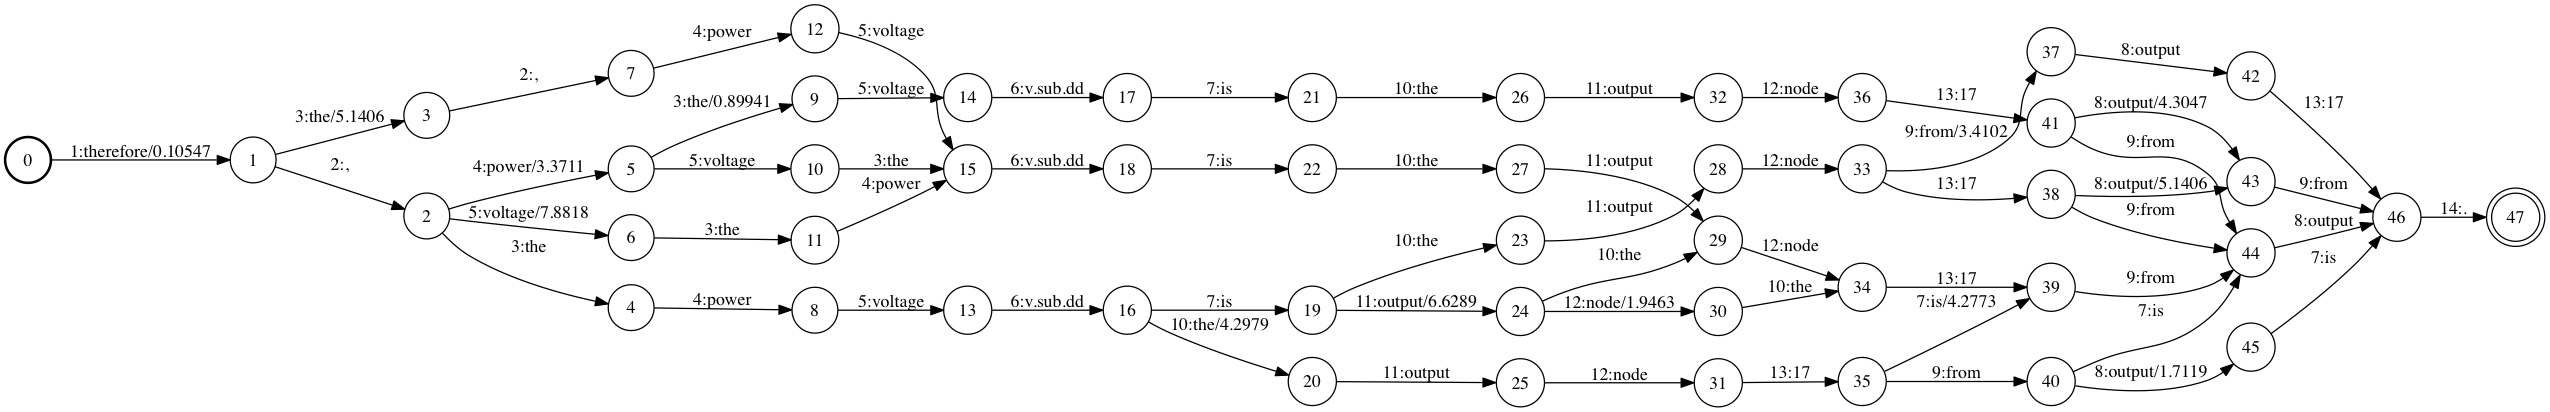 0
1:therefore/0.10547
1
3:the/5.1406
2:,
3
2:,
7
4:power
12
5:voltage
2
4:power/3.3711
5
3:the/0.89941
9
5:voltage
14
6:v.sub.dd
17
7:is
21
10:the
26
11:output
32
12:node
36
13:17
5:voltage
10
3:the
15
6:v.sub.dd
18
7:is
22
10:the
27
11:output
5:voltage/7.8818
6
3:the
11
4:power
3:the
4
4:power
8
5:voltage
13
6:v.sub.dd
16
7:is
19
10:the
23
11:output
28
12:node
33
9:from/3.4102
37
8:output
42
13:17
13:17
38
8:output/5.1406
9:from
41
8:output/4.3047
9:from
43
9:from
11:output/6.6289
24
10:the
29
12:node
12:node/1.9463
30
10:the
34
13:17
39
9:from
44
8:output
10:the/4.2979
20
11:output
25
12:node
31
13:17
35
7:is/4.2773
9:from
40
7:is
8:output/1.7119
45
7:is
46
14:.
47